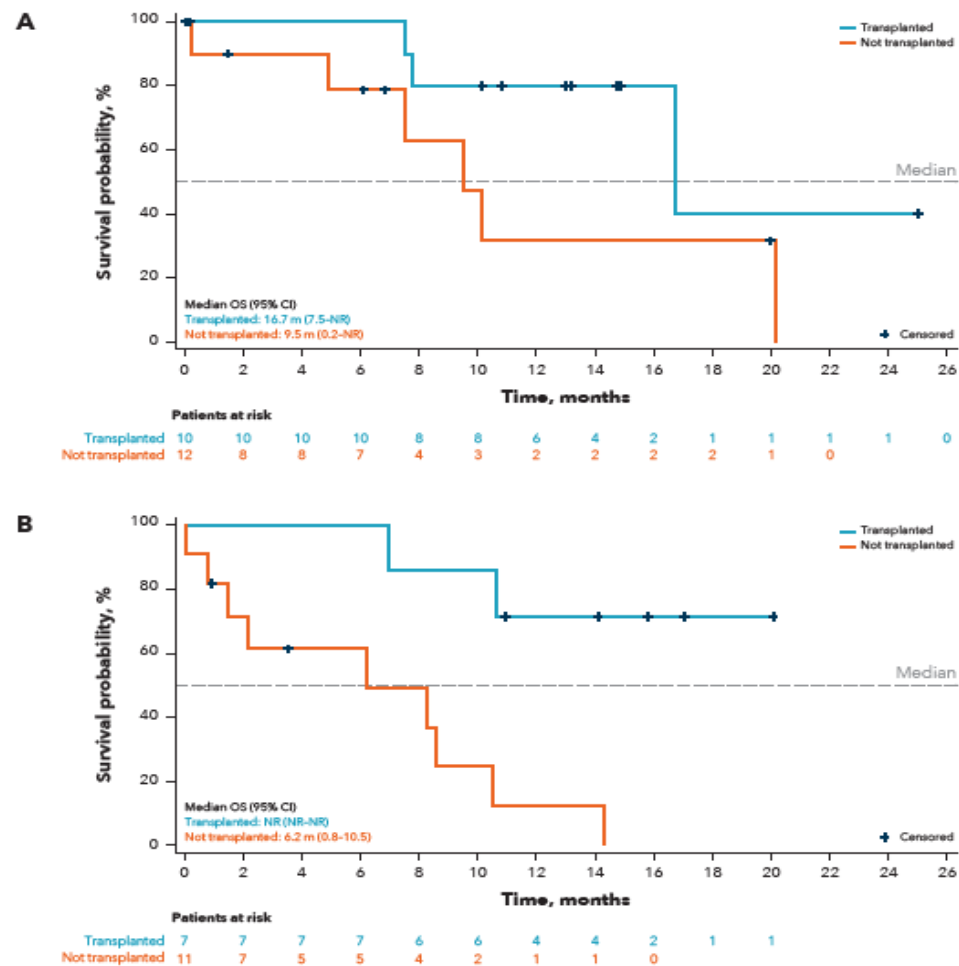 A
Transplanted
Not transplanted
Survival probability, %
100
80
60
40
20
0
Median
Median OS (95% CI)
Transplanted: 16.7 m (7.5–NR)
Not transplanted: 9.5 m (0.2–NR)
Censored
0 2 4 6 8 10 12 14 16 18 20 22 24 26
Time, months
Patients at risk
Transplanted 10 10 10 10 8 8 6 4 2 1 1 1 1 0
Not transplanted 12 8 8 7 4 3 2 2 2 2 1 0
B
Transplanted
Not transplanted
Survival probability, %
100
80
60
40
20
0
Median
Median OS (95% CI)
Transplanted: NR (NR–NR)
Not transplanted: 6.2 m (0.8–10.5)
Censored
0 2 4 6 8 10 12 14 16 18 20 22 24 26
Time, months
Patients at risk
Transplanted 7 7 7 7 6 6 4 4 2 1 1
Not transplanted 11 7 5 5 4 2 1 1 0